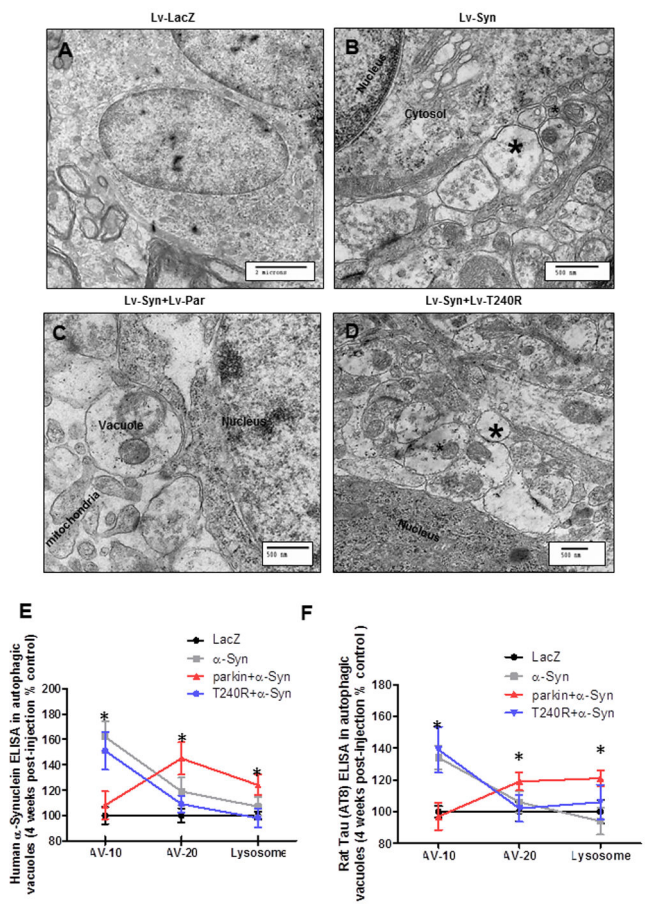 Lv-LacZ
Lv-Syn
A
B
Nucleus
Cytosol
*
*
2 microns
500 nm
Lv-Syn+Lv-Par
Lv-Syn+Lv-T240R
C
D
Vacuole
Nucleus
mitochondria
*
*
Nucleus
500 nm
500 nm
E
LacZ
α-Syn
parkin+α-Syn
T240R+α-Syn
Human α-Synuclein ELISA in autophagic
vacuoles (4 weeks post-injection % control)
200
180
160
140
120
100
80
60
*
*
*
AV-10
AV-20
Lysosome
F
LacZ
α-Syn
parkin+α-Syn
T240R+α-Syn
Rat Tau (AT8) ELISA in autophagic
vacuoles (4 weeks post-injection % control )
180
160
140
120
100
80
*
*
*
AV-10
AV-20
Lysosome